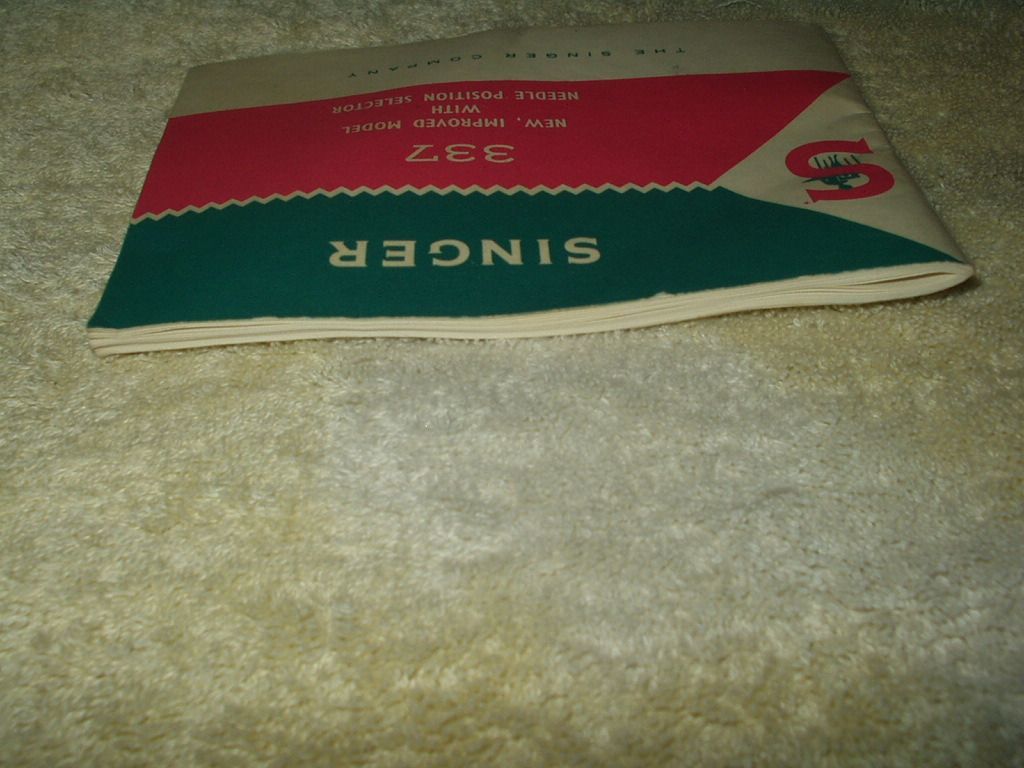 SINGER
337
NEW, IMPROVED MODEL
WITH
NEEDLE POSITION SELECTOR
THE SINGER COMPANY
S